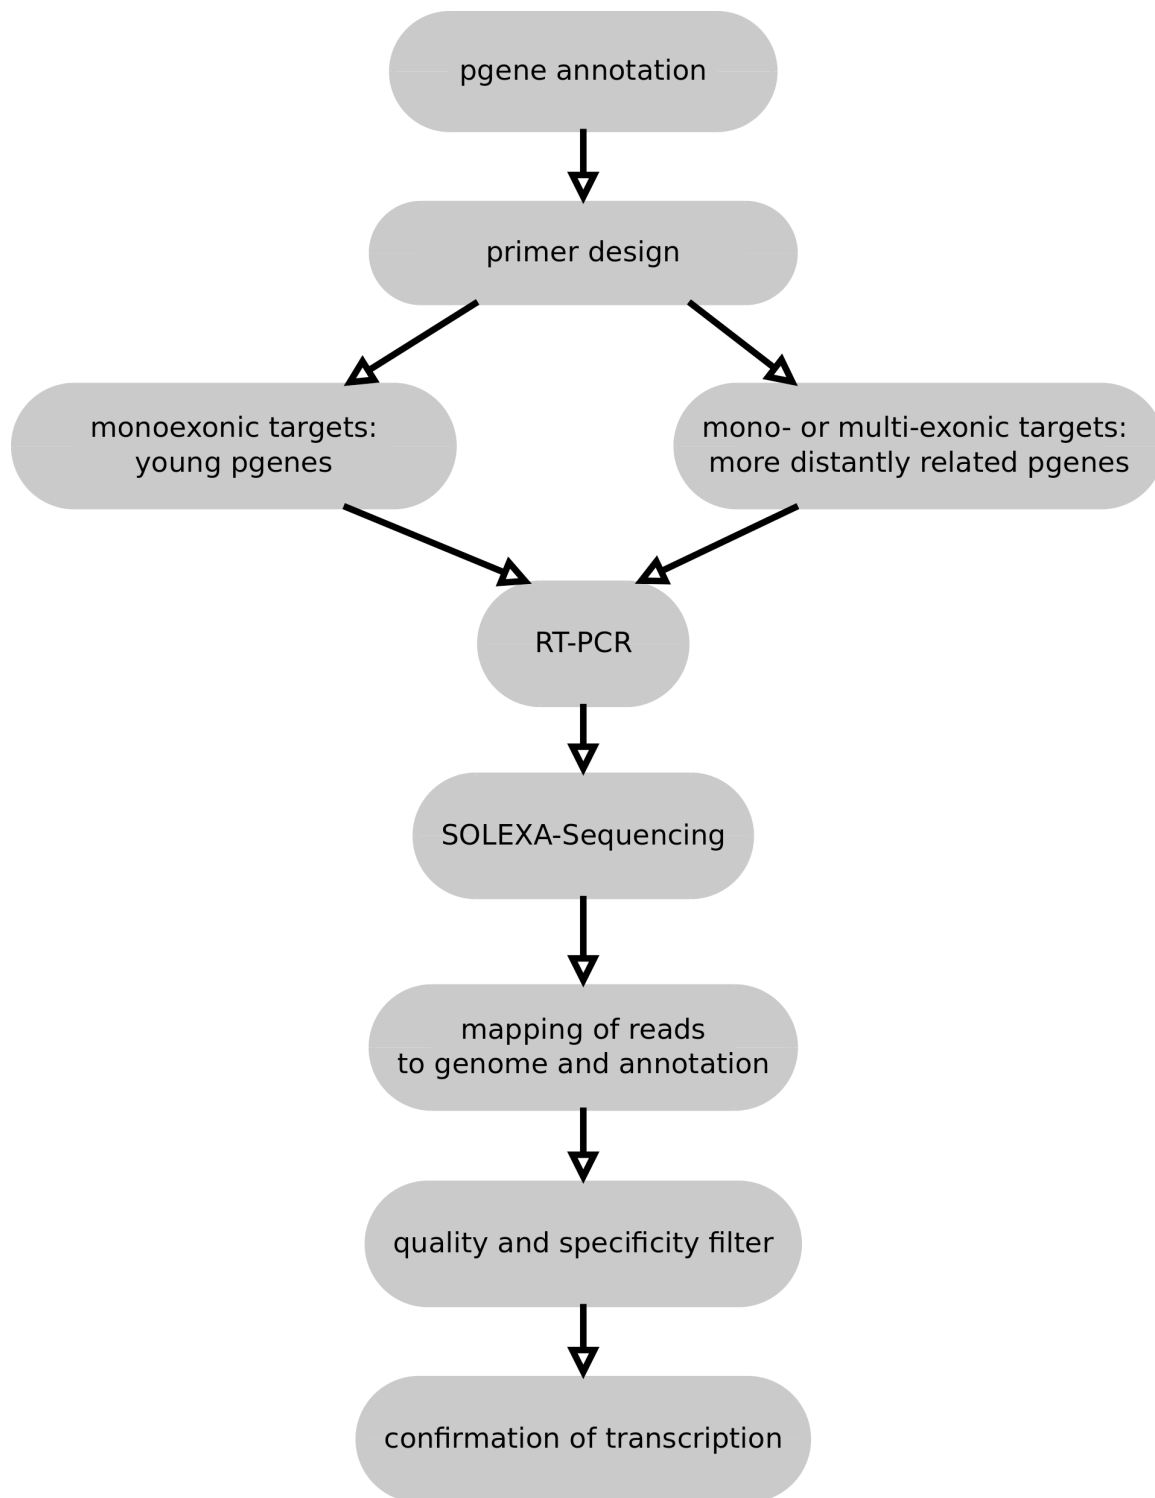 pgene annotation
primer design
monoexonic targets:
young pgenes
mono- or multi-exonic targets:
more distantly related pgenes
RT-PCR
SOLEXA-Sequencing
mapping of reads
to genome and annotation
quality and specificity filter
confirmation of transcription